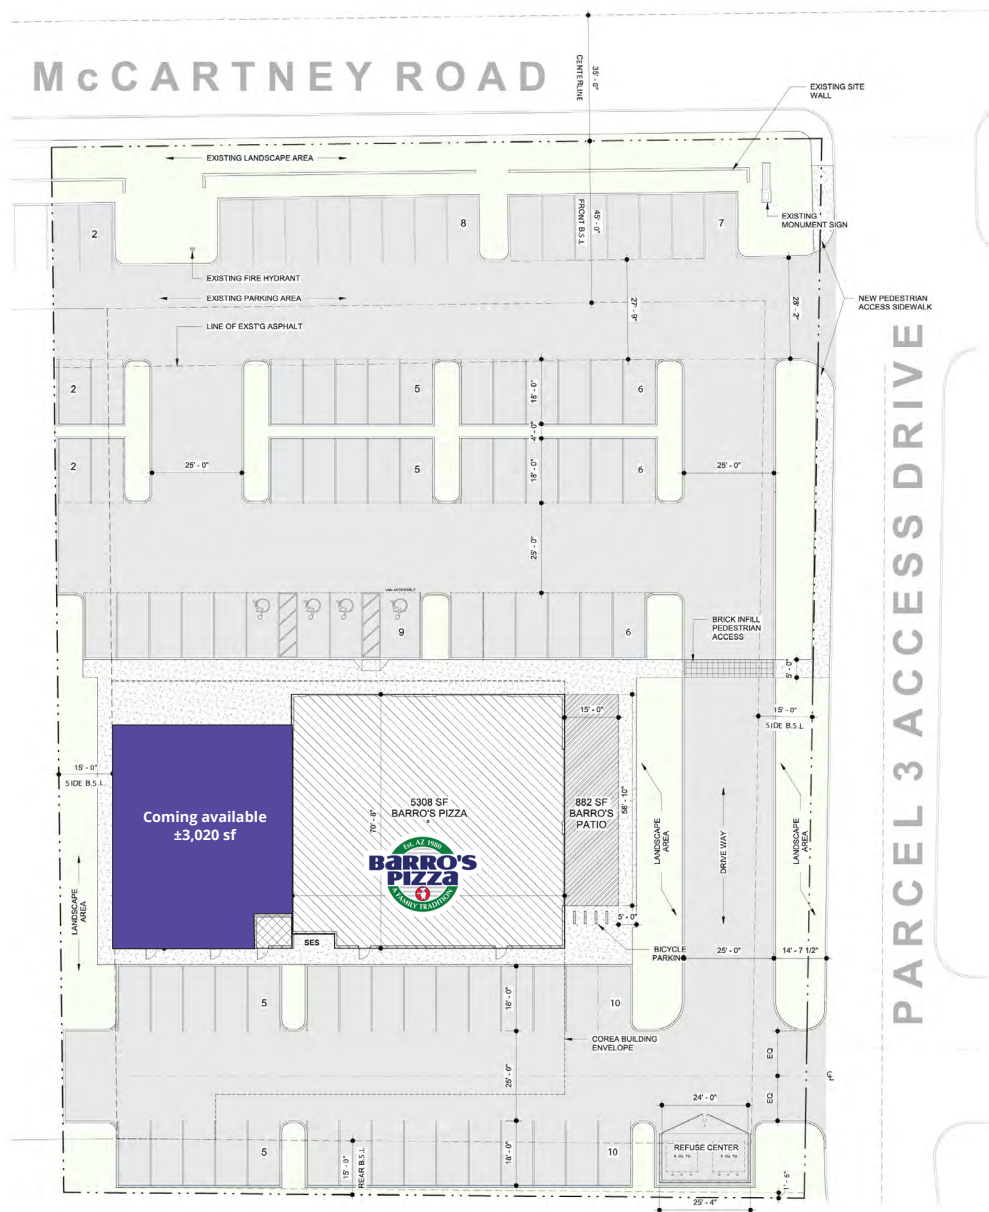 McCARTNEY ROAD
35' - 0"
CENTERLINE
EXISTING SITE
WALL
EXISTING LANDSCAPE AREA
2
8
45' - 0"
FRONT B.S.L
7
EXISTING
MONUMENT SIGN
EXISTING FIRE HYDRANT
EXISTING PARKING AREA
27' - 9"
28' - 2"
NEW PEDESTRIAN
ACCESS SIDEWALK
LINE OF EXST'G ASPHALT
PARCEL 3 ACCESS DRIVE
2
5
18' - 0"
6
4' - 0"
2
25' - 0"
5
18' - 0"
6
25' - 0"
25' - 0"
VAN ACCESSIBLE
9
6
BRICK INFILL
PEDESTRIAN
ACCESS
5' - 0"
15' - 0"
15' - 0"
SIDE B.S.L
15' - 0"
SIDE B.S.L.
Coming available
±3,020 sf
70' - 8"
5308 SF
BARRO'S PIZZA
882 SF
BARRO'S
PATIO
58' - 10"
Est. AZ 1980
BARRO'S
PIZZA
A FAMILY TRADITION
LANDSCAPE
AREA
DRIVE WAY
LANDSCAPE
AREA
LANDSCAPE
AREA
SES
5' - 0"
BICYCLE
PARKING
25' - 0"
14' - 7 1/2"
5
18' - 0"
10
COREA BUILDING
ENVELOPE
25' - 0"
EQ
EQ
24' - 0"
5
15' - 0"
REAR B.S.L
18' - 0"
10
REFUSE CENTER
1' - 6"
25' - 4"